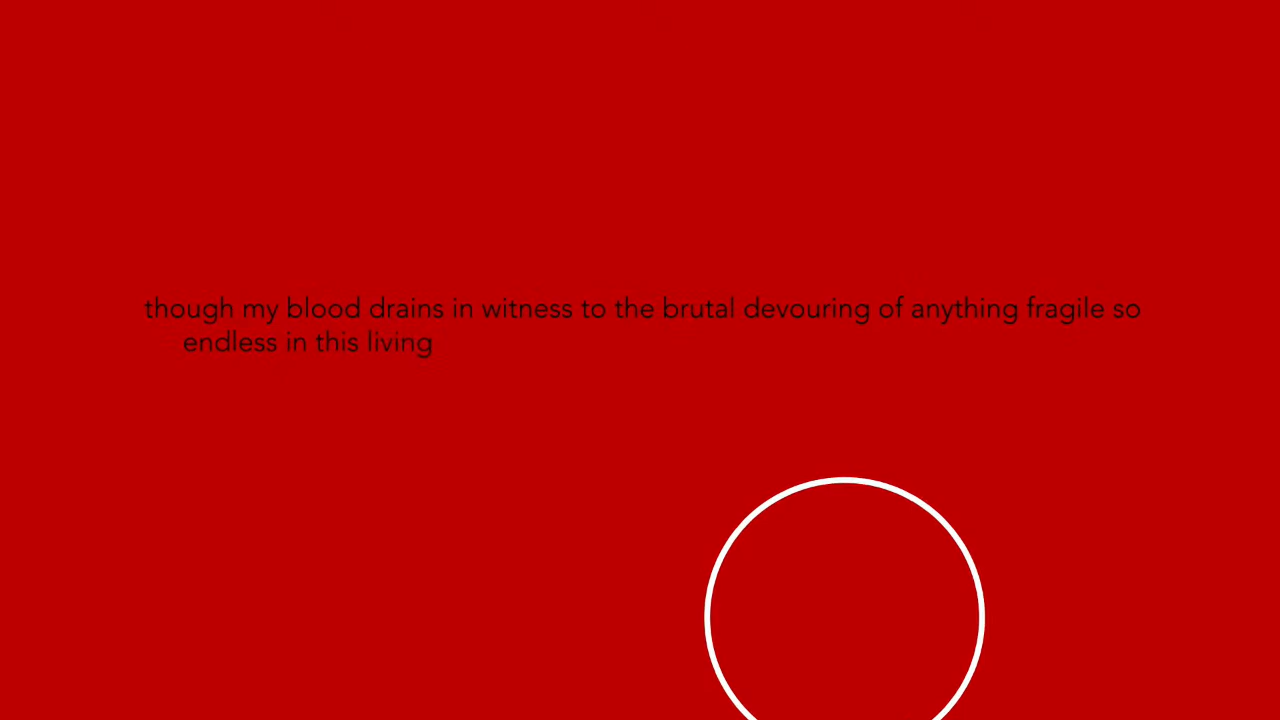 though my blood drains in witness to the brutal devouring of anything fragile so
endless in this living